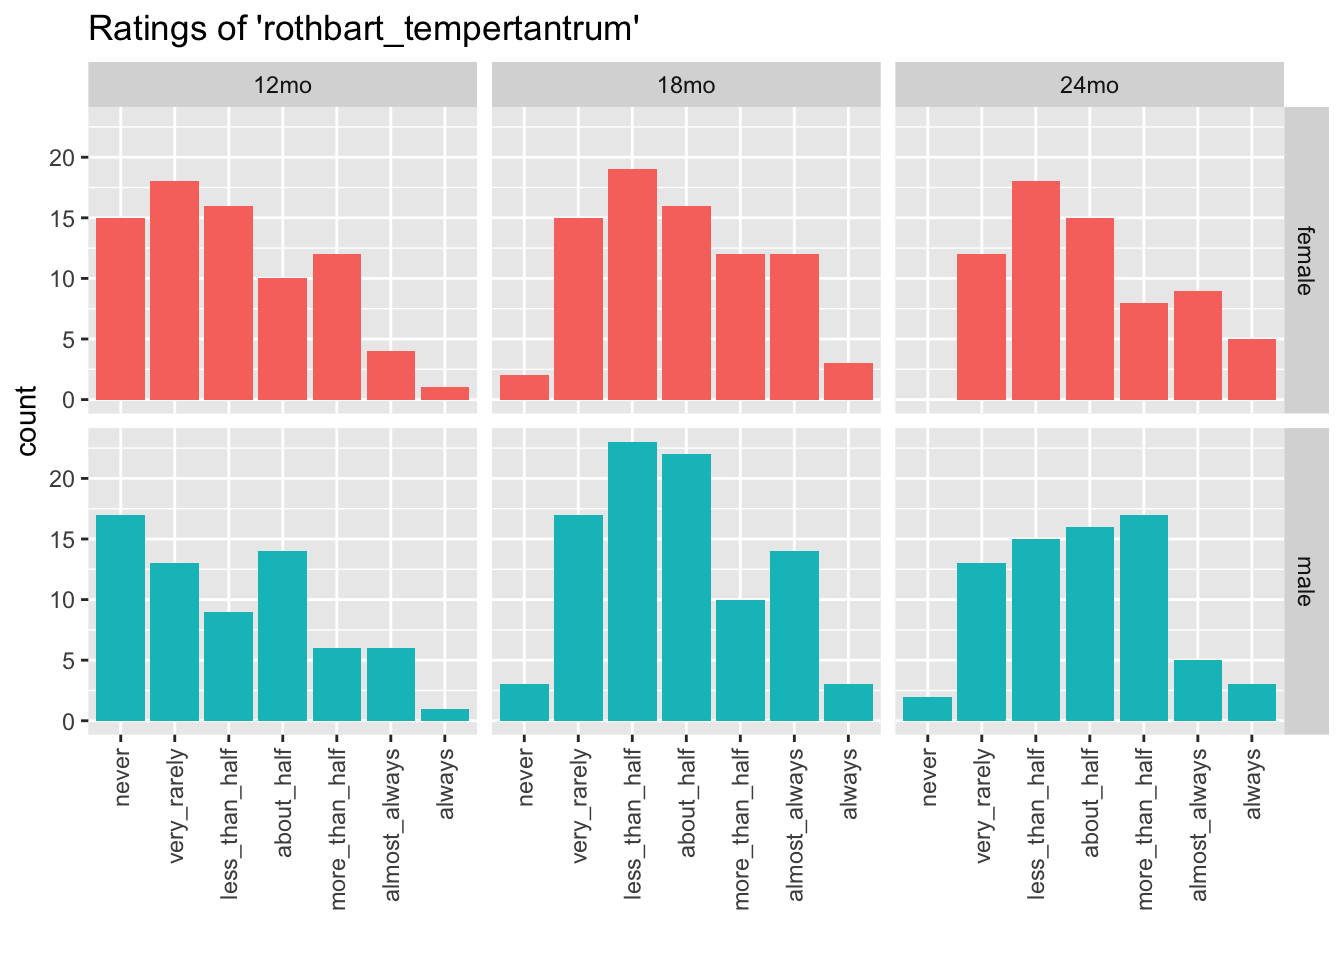 Ratings of 'rothbart_tempertantrum'
12mo 18mo 24mo
20
15
10
5
0
female
count
20
15
10
5
0
male
never very_rarely less_than_half about_half more_than_half almost_always always never very_rarely less_than_half about_half more_than_half almost_always always never very_rarely less_than_half about_half more_than_half almost_always always